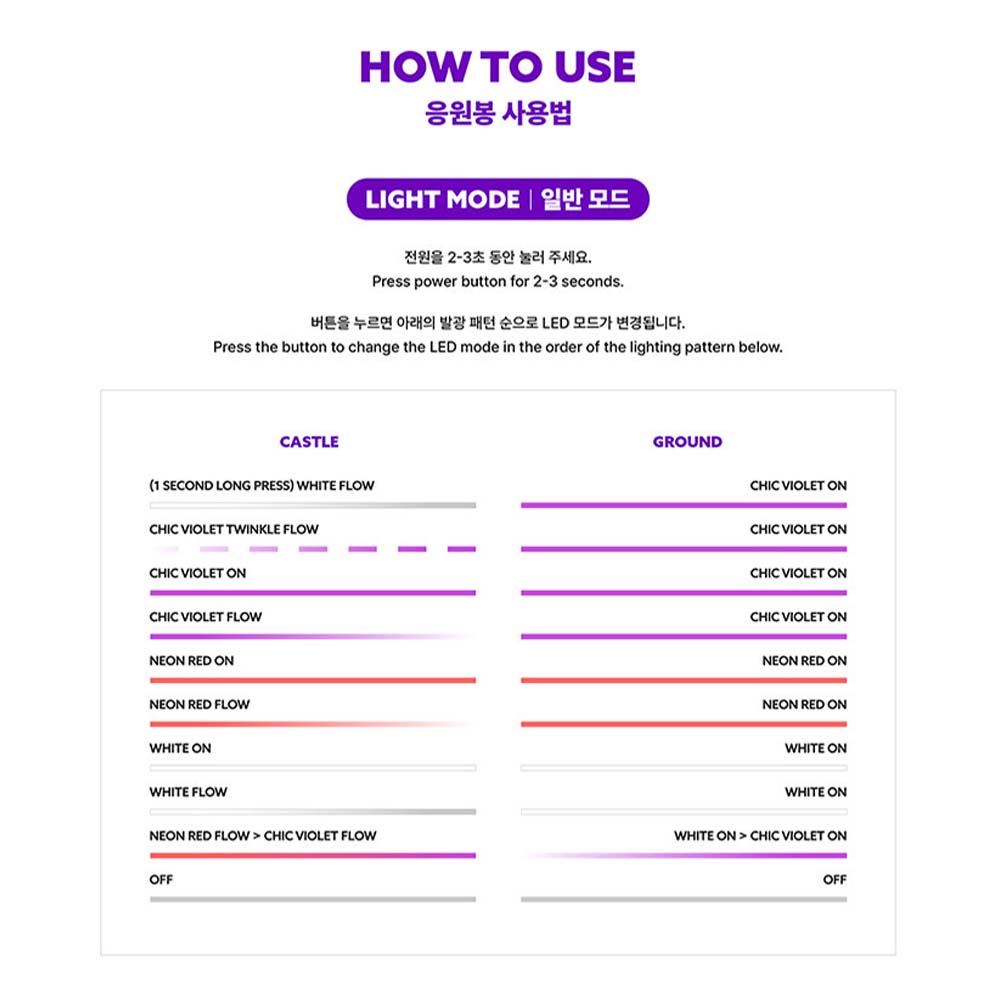 HOW TO USE
응원봉 사용법
LIGHT MODE | 일반 모드
전원을 2-3초 동안 눌러 주세요.
Press power button for 2-3 seconds.
버튼을 누르면 아래의 발광 패턴 순으로 LED 모드가 변경됩니다.
Press the button to change the LED mode in the order of the lighting pattern below.
CASTLE GROUND
(1 SECOND LONG PRESS) WHITE FLOW CHIC VIOLET ON
CHIC VIOLET TWINKLE FLOW CHIC VIOLET ON
CHIC VIOLET ON CHIC VIOLET ON
CHIC VIOLET FLOW CHIC VIOLET ON
NEON RED ON NEON RED ON
NEON RED FLOW NEON RED ON
WHITE ON WHITE ON
WHITE FLOW WHITE ON
NEON RED FLOW > CHIC VIOLET FLOW WHITE ON > CHIC VIOLET ON
OFF OFF